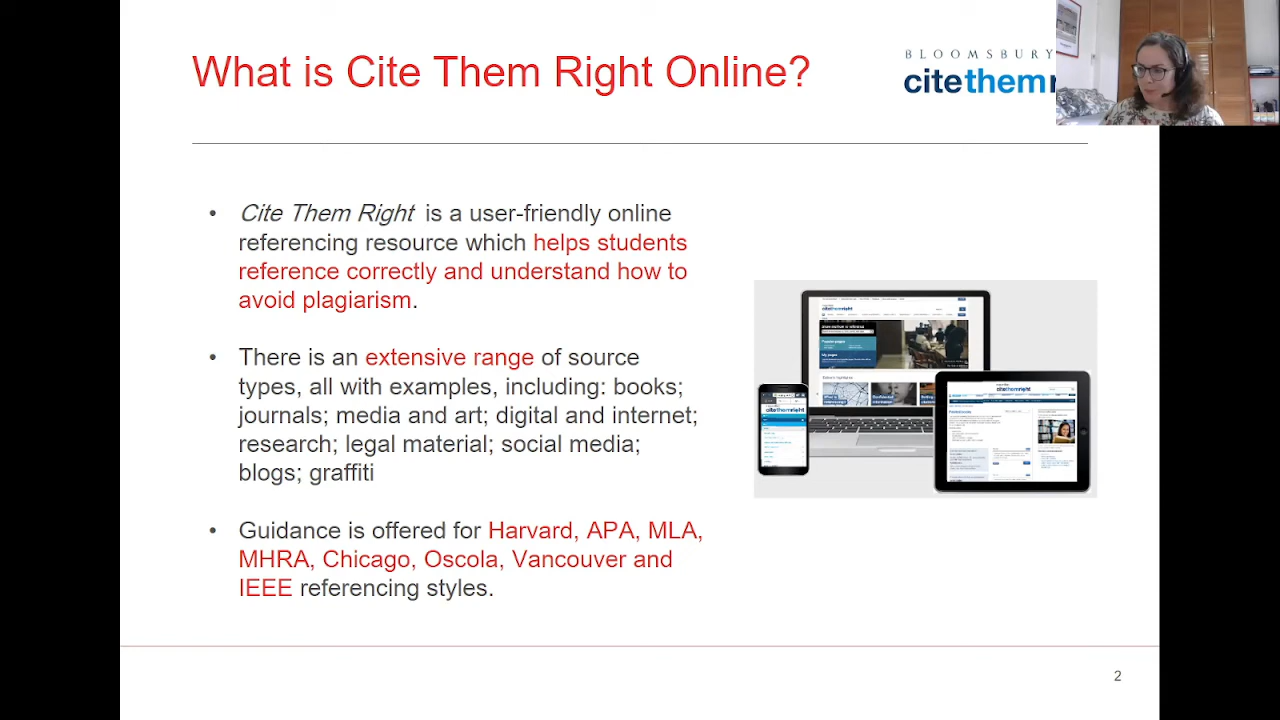 What is Cite Them Right Online?
BLOOMSBURY
citethem
• Cite Them Right is a user-friendly online
referencing resource which helps students
reference correctly and understand how to
avoid plagiarism.
• There is an extensive range of source
types, all with examples, including: books;
journals; media and art; digital and internet;
research; legal material; social media;
blogs; graffiti
• Guidance is offered for Harvard, APA, MLA,
MHRA, Chicago, Oscola, Vancouver and
IEEE referencing styles.
citethemright
citethemright
citethemright
2